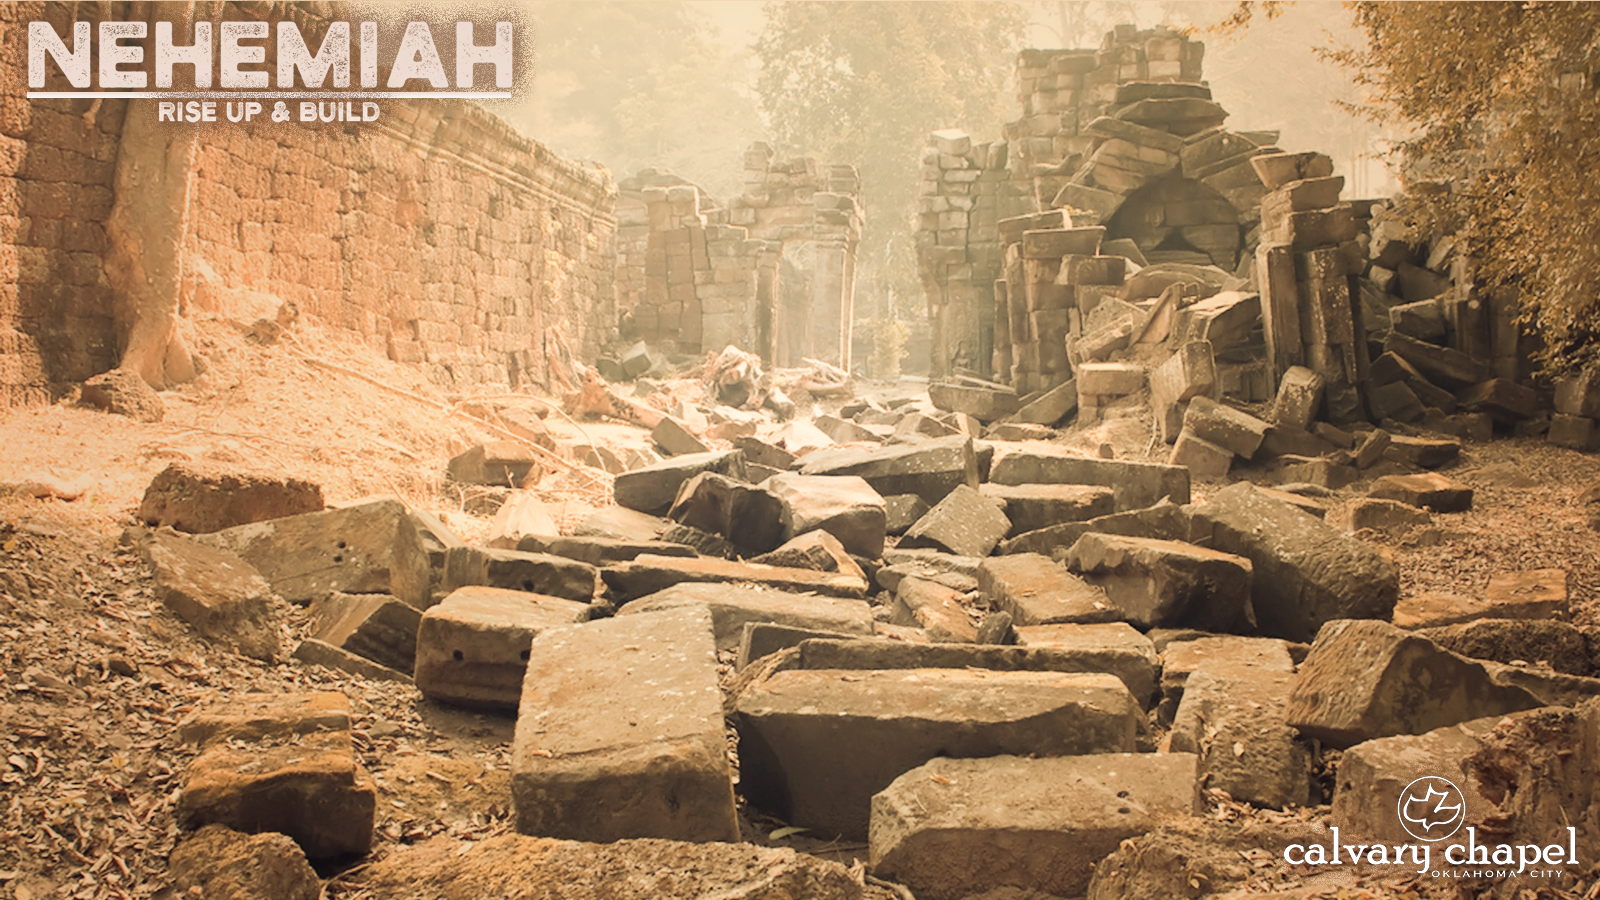 NEHEMIAH
RISE UP & BUILD
calvary chapel
OKLAHOMA CITY